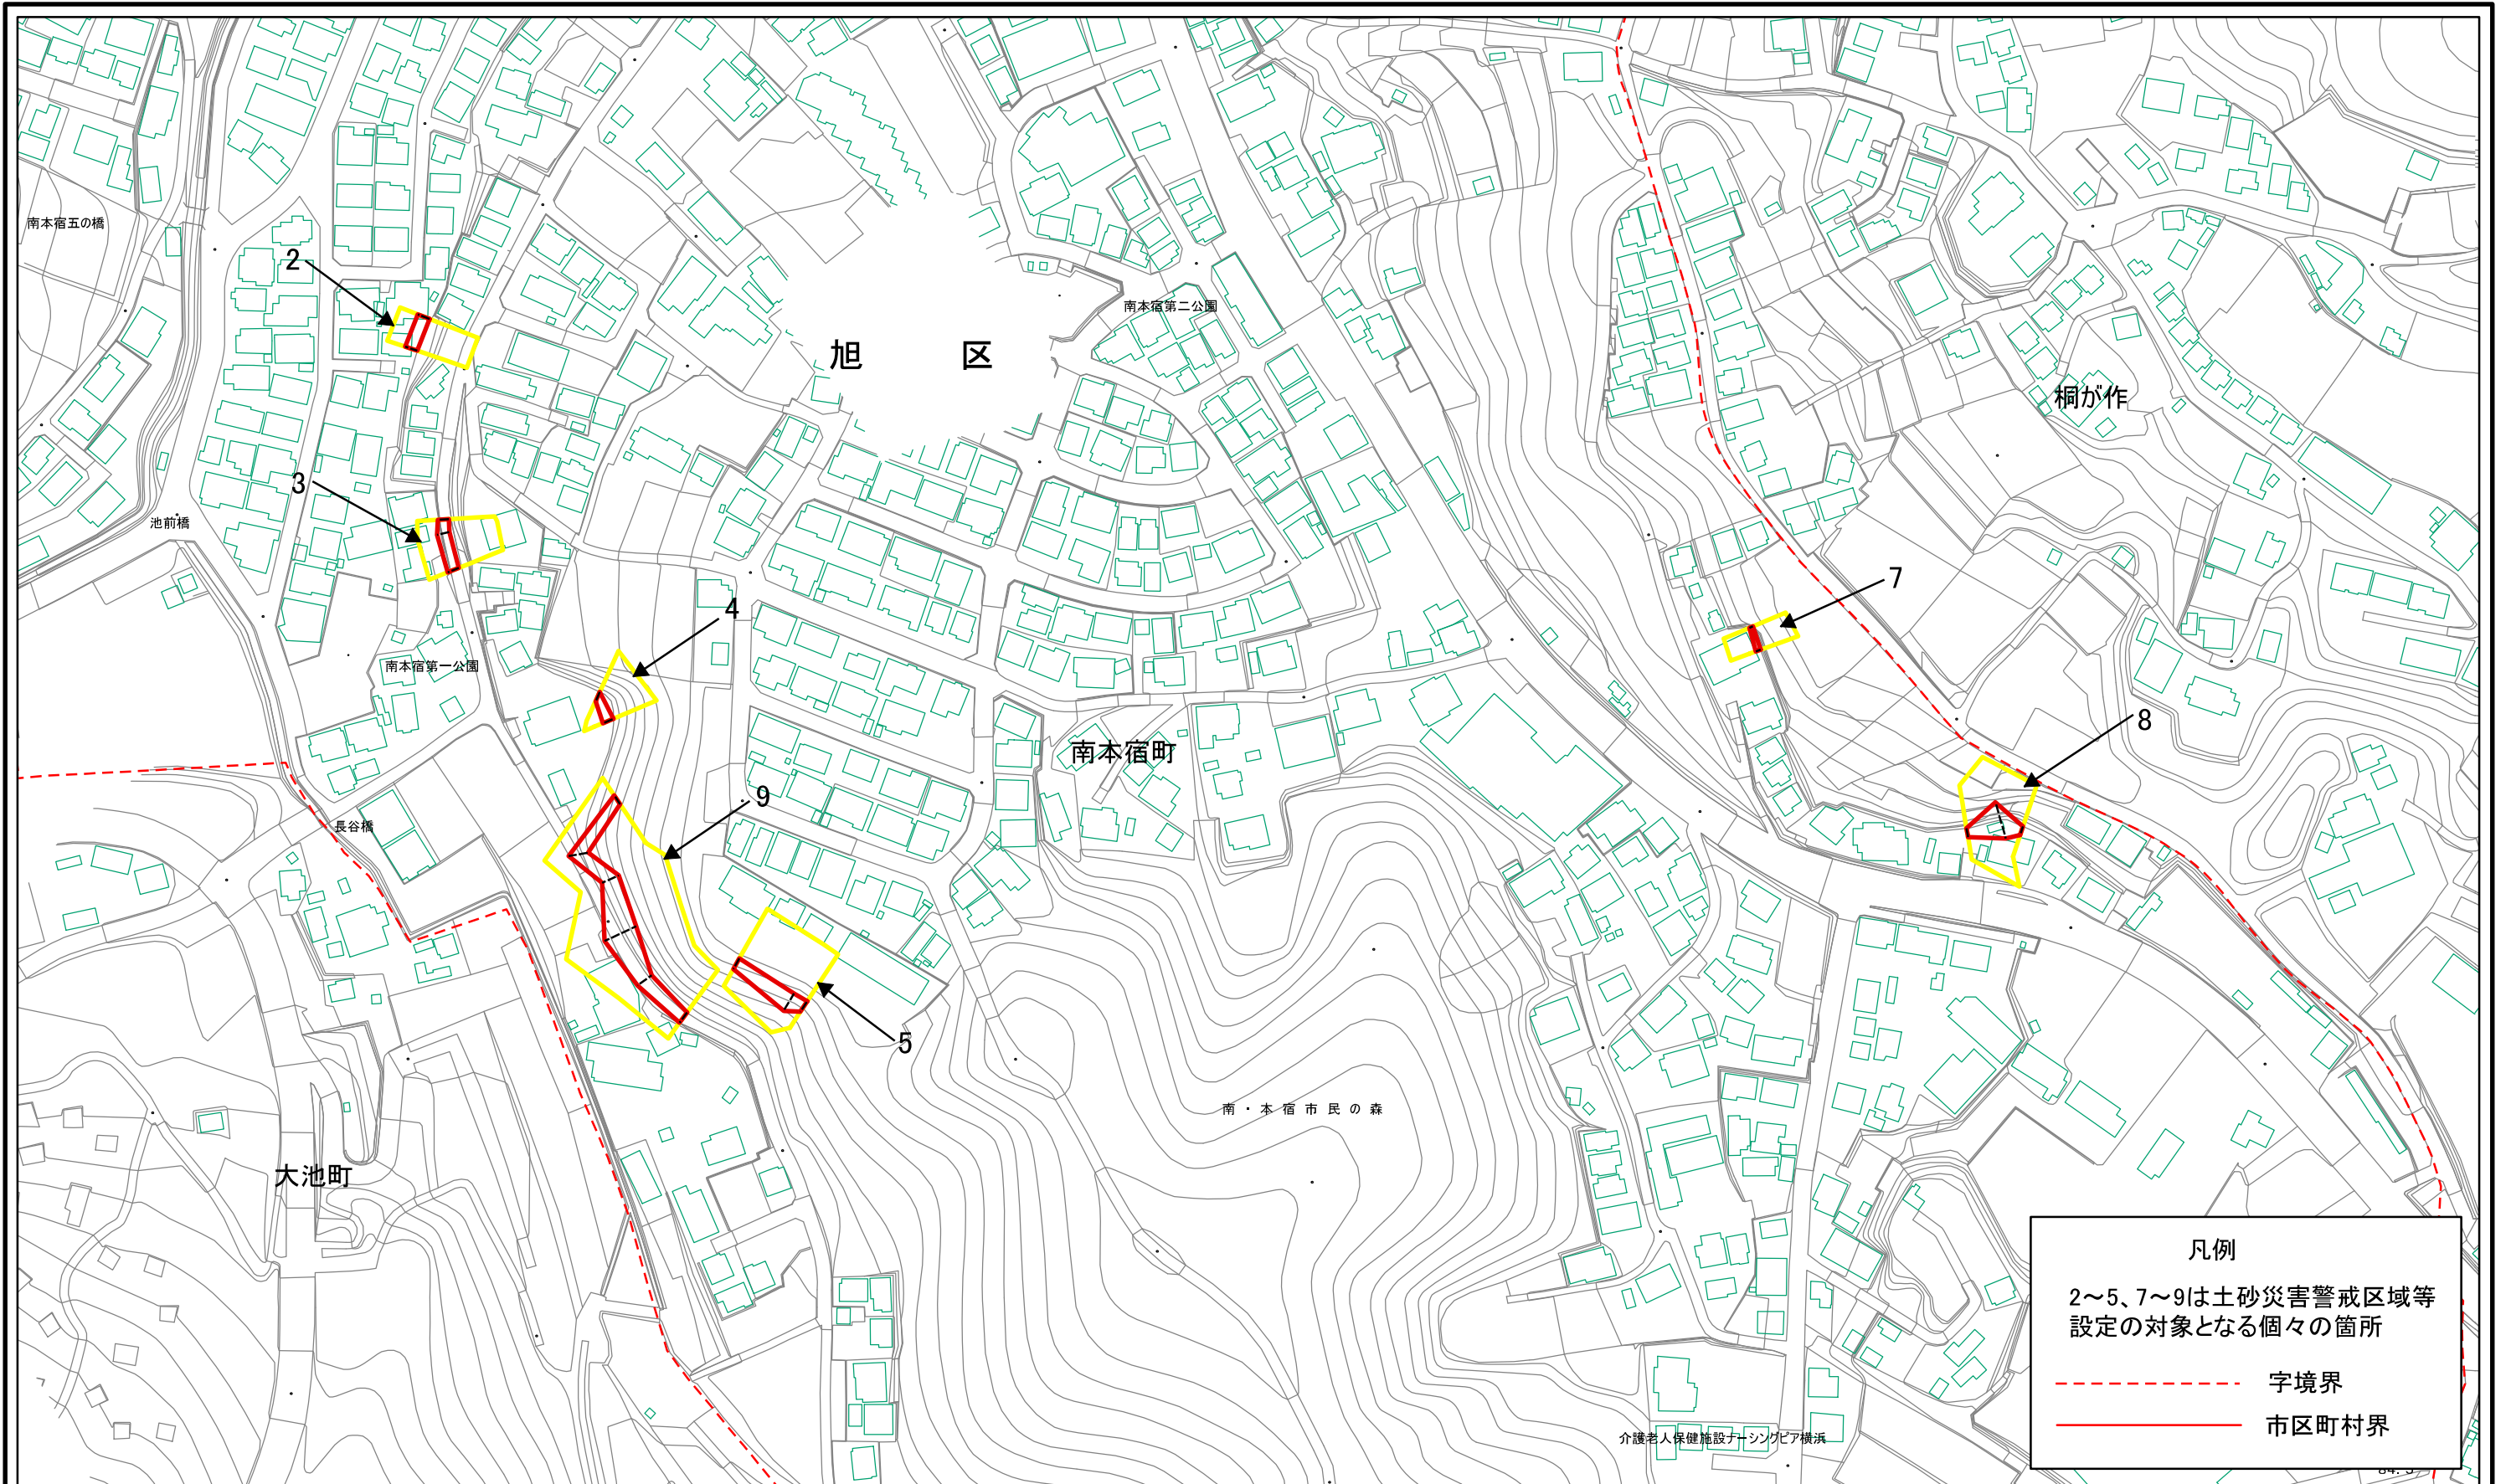 南本宿五の橋
2
南本宿第二公園
旭 区
桐が作
3
池前橋
7
4
南本宿第一公園
8
南本宿町
9
長谷橋
5
南・本宿市民の森
大池町
凡例
2～5、7～9は土砂災害警戒区域等
設定の対象となる個々の箇所
字境界
市区町村界
介護老人保健施設ナーシングピア横浜